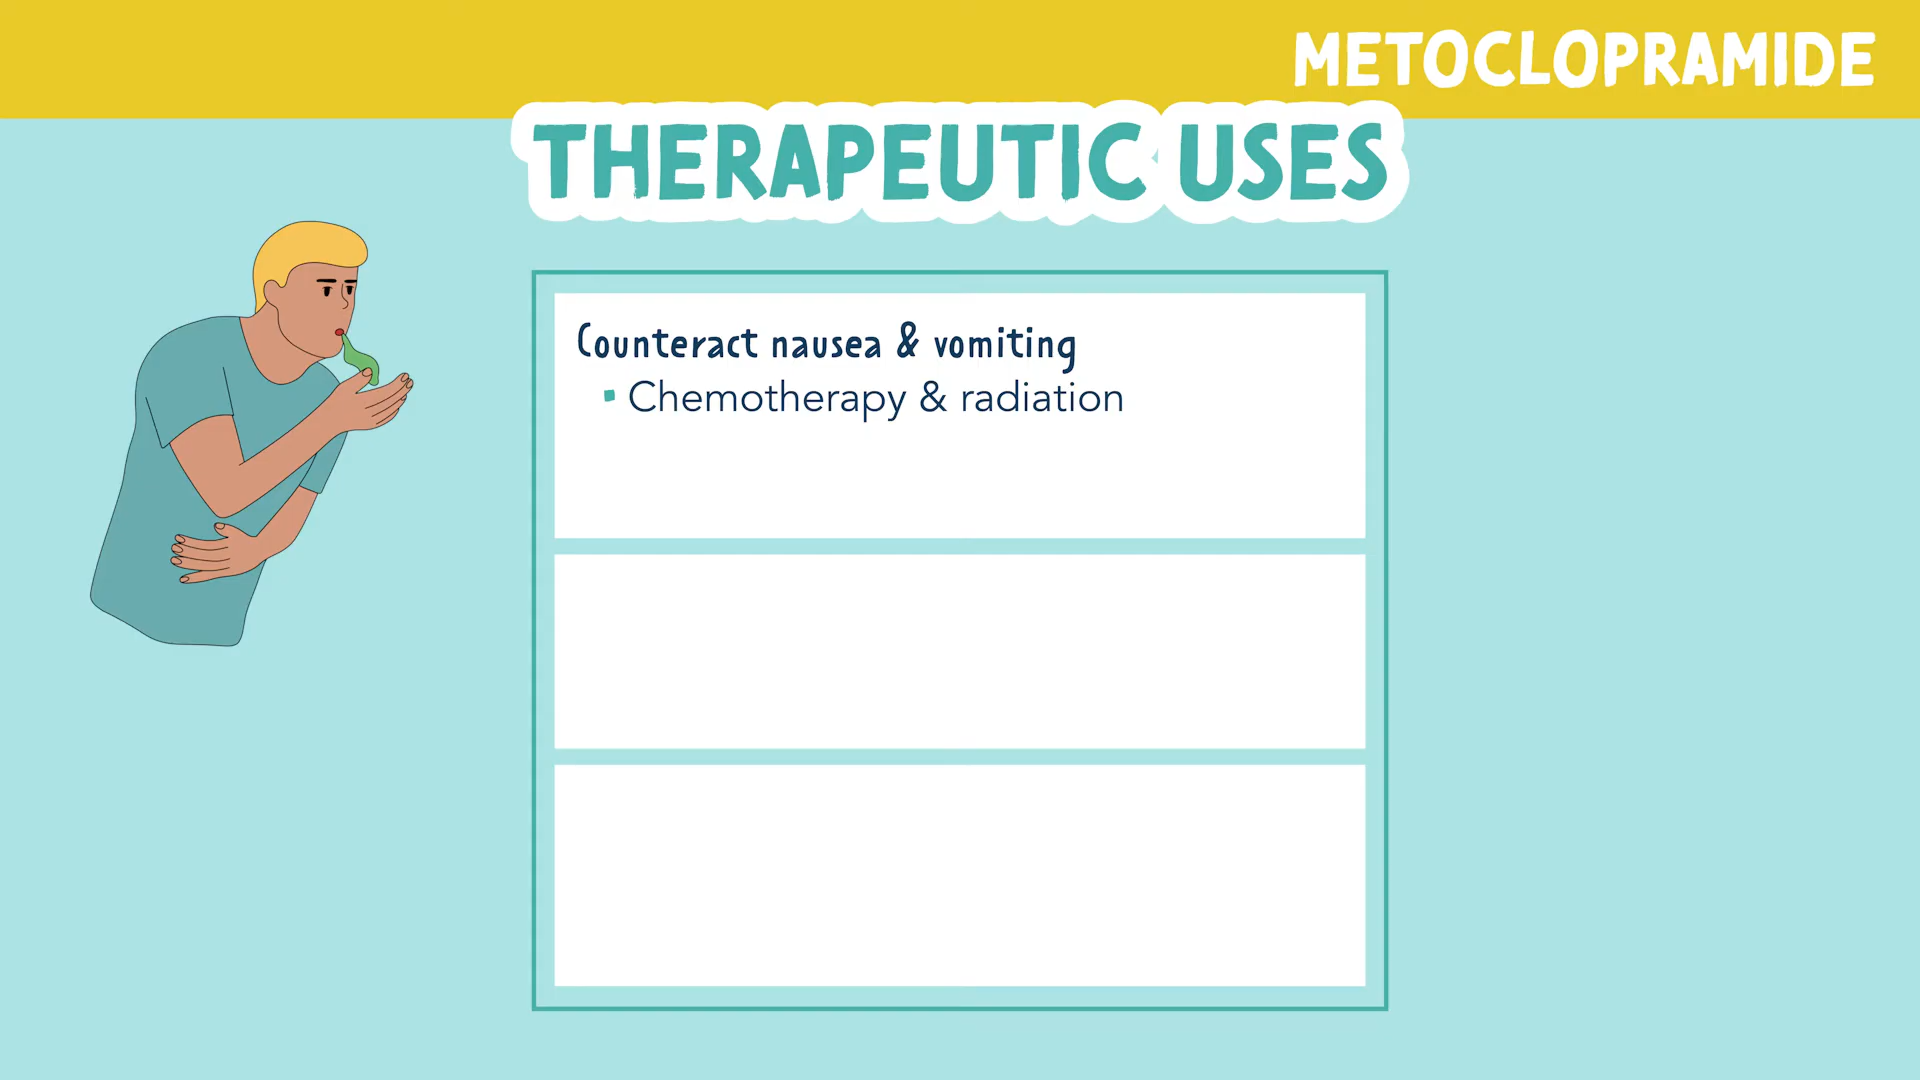 METOCLOPRAMIDE
THERAPEUTIC USES
Counteract nausea & vomiting
▪ Chemotherapy & radiation